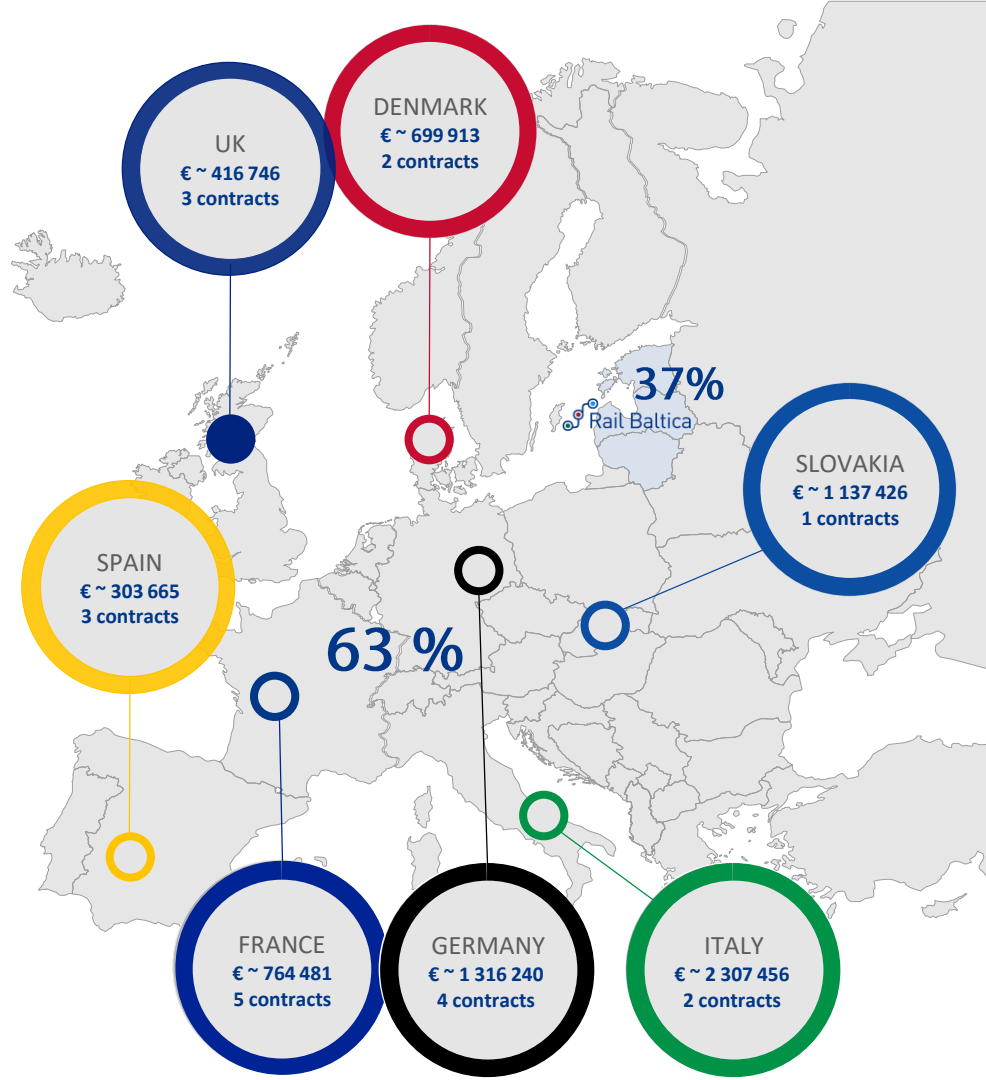 UK
€ ~ 416 746
3 contracts
DENMARK
€ ~ 699 913
2 contracts
37%
Rail Baltica
SLOVAKIA
€ ~ 1 137 426
1 contracts
SPAIN
€ ~ 303 665
3 contracts
63 %
FRANCE
€ ~ 764 481
5 contracts
GERMANY
€ ~ 1 316 240
4 contracts
ITALY
€ ~ 2 307 456
2 contracts